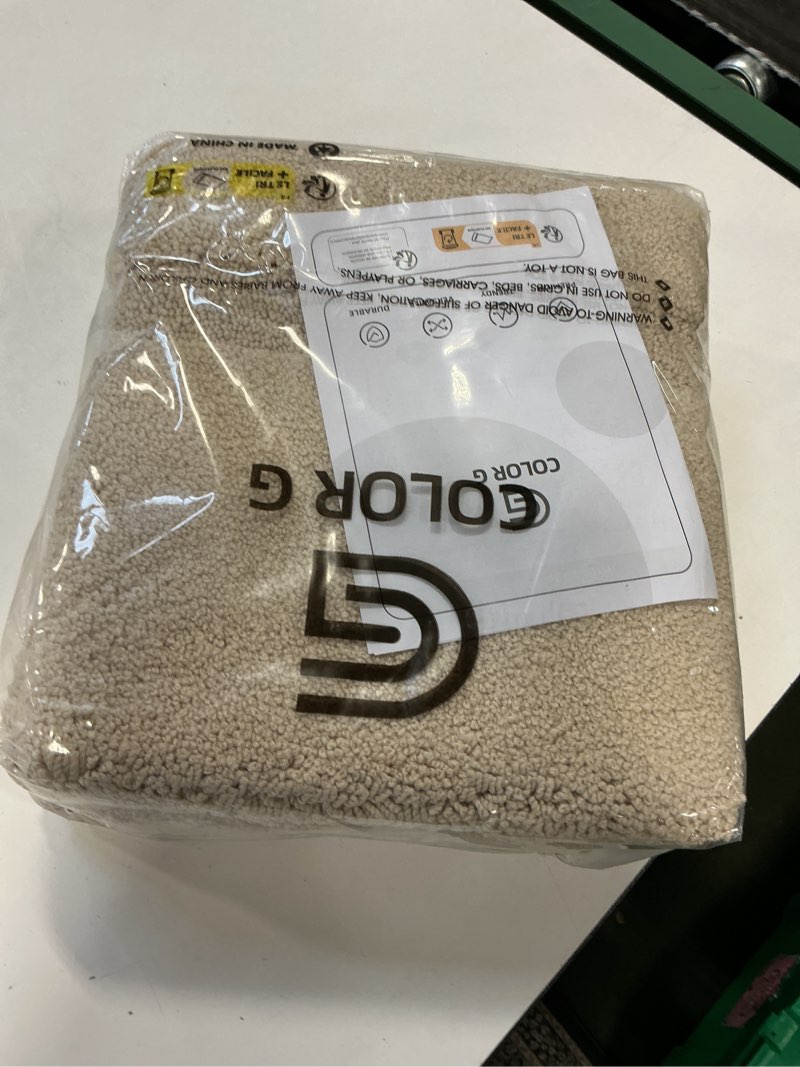 COLOR G
WARNING-TO AVOID DANGER OF SUFFOCATION, KEEP AWAY FROM BABIES AND CHILDREN
DO NOT USE IN CRIBS, BEDS, CARRIAGES, OR PLAYPENS.
THIS BAG IS NOT A TOY.
FR
LE TRI
+ FACILE
MADE IN CHINA
COLOR G
DURABLE
FR
LE TRI
+ FACILE